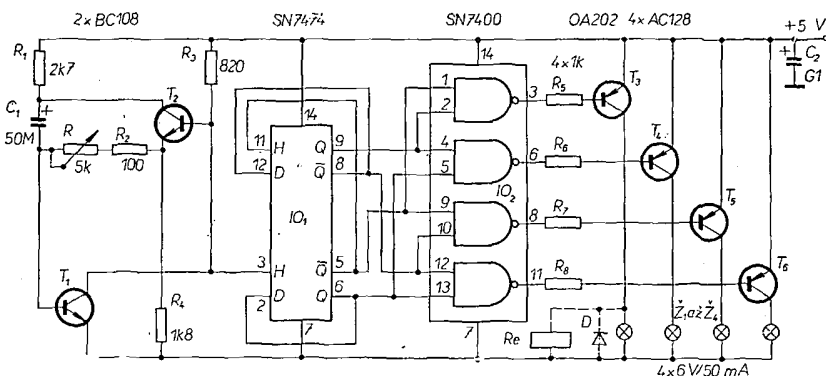 2×BC108 SN7474 SN7400 OA202 4×AC128
+5 V
R1 2k7
R3 820
T2
C1 + 50M
R 5k
R2 100
T1
R4 1k8
14
11 H Q 9
12 D Q̅ 8
IO1
3 H Q̅ 5
2 D Q 6
7
14
1
2
3
4
5
6
IO2
9
10
8
12
13
11
7
4×1k
R5
R6
R7
R8
T3
T4
T5
T6
+ C2 G1
Re
D
Ž1 až Ž4
4×6V/50 mA